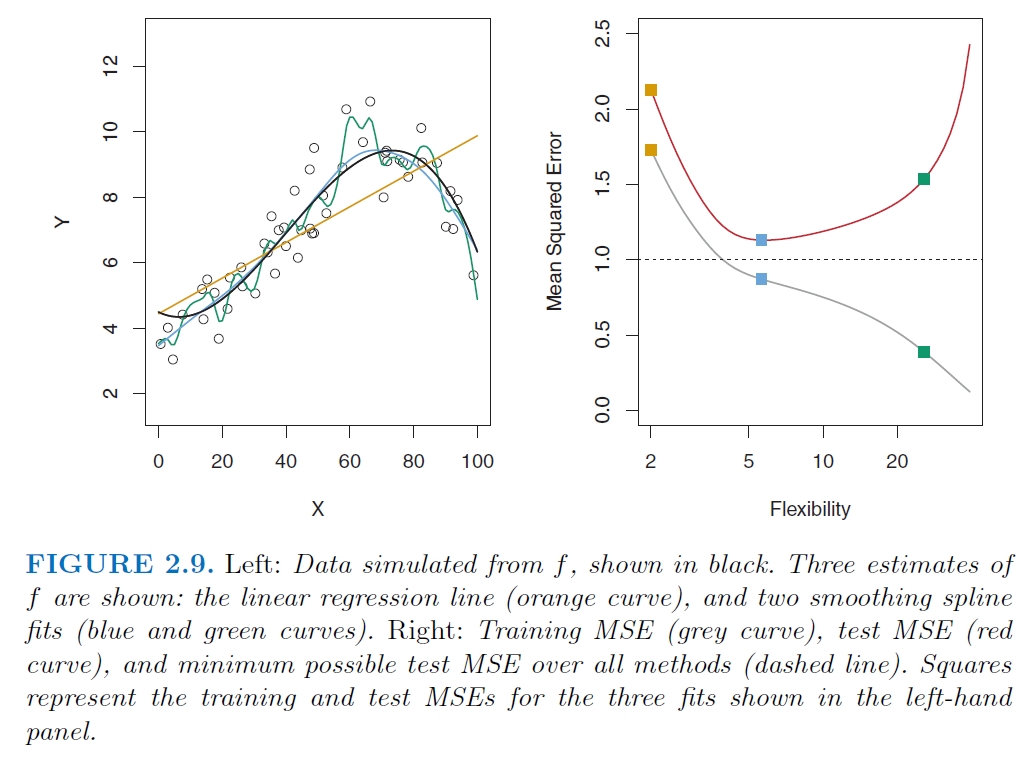 Y
12
10
8
6
4
2
0 20 40 60 80 100
X
Mean Squared Error
2.5
2.0
1.5
1.0
0.5
0.0
2 5 10 20
Flexibility
FIGURE 2.9. Left: Data simulated from f, shown in black. Three estimates of
f are shown: the linear regression line (orange curve), and two smoothing spline
fits (blue and green curves). Right: Training MSE (grey curve), test MSE (red
curve), and minimum possible test MSE over all methods (dashed line). Squares
represent the training and test MSEs for the three fits shown in the left-hand
panel.